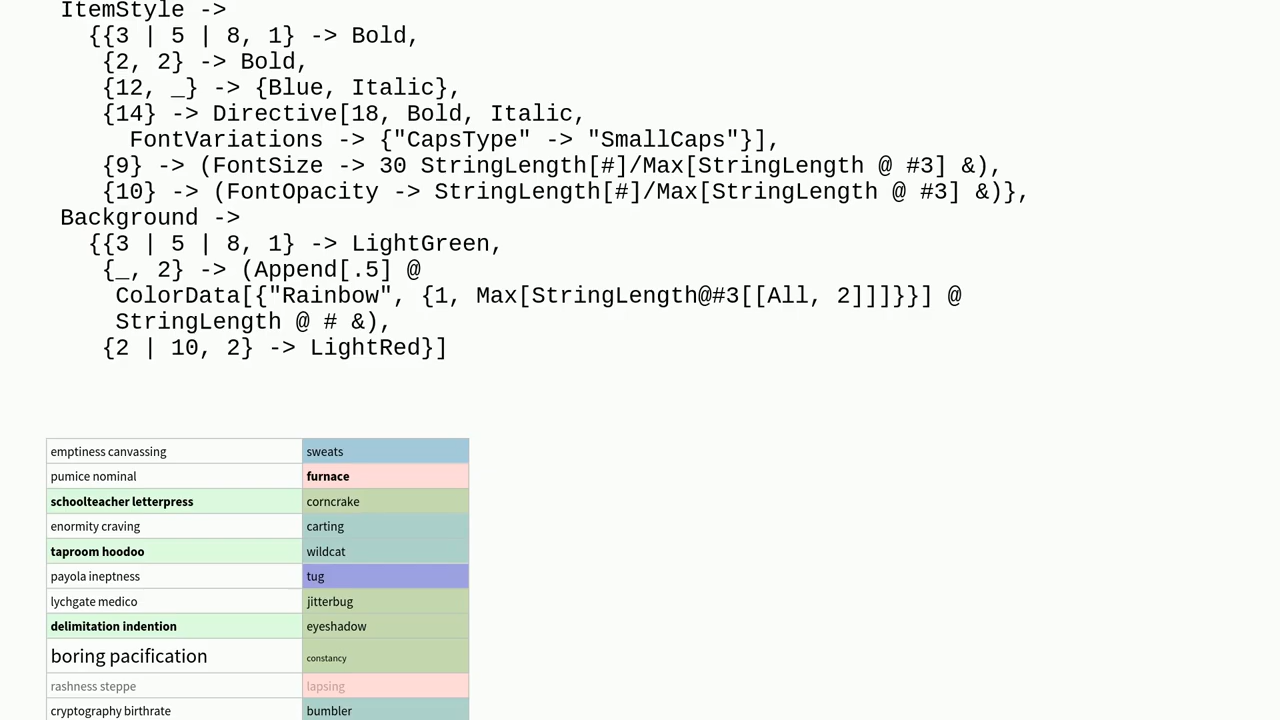 ItemStyle ->
{{3 | 5 | 8, 1} -> Bold,
{2, 2} -> Bold,
{12, _} -> {Blue, Italic},
{14} -> Directive[18, Bold, Italic,
FontVariations -> {"CapsType" -> "SmallCaps"}],
{9} -> (FontSize -> 30 StringLength[#]/Max[StringLength @ #3] &),
{10} -> (FontOpacity -> StringLength[#]/Max[StringLength @ #3] &)},
Background ->
{{3 | 5 | 8, 1} -> LightGreen,
{_, 2} -> (Append[.5] @
ColorData[{"Rainbow", {1, Max[StringLength@#3[[All, 2]]]}}] @
StringLength @ # &),
{2 | 10, 2} -> LightRed}]
emptiness canvassing sweats
pumice nominal furnace
schoolteacher letterpress corncrake
enormity craving carting
taproom hoodoo wildcat
payola ineptness tug
lychgate medico jitterbug
delimitation indention eyeshadow
boring pacification constancy
rashness steppe lapsing
cryptography birthrate bumbler